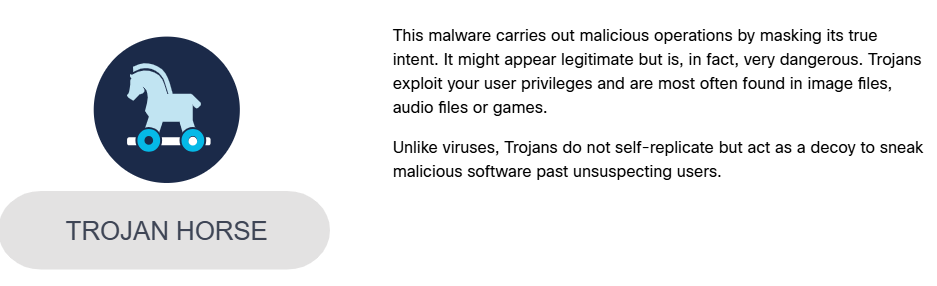 This malware carries out malicious operations by masking its true
intent. It might appear legitimate but is, in fact, very dangerous. Trojans
exploit your user privileges and are most often found in image files,
audio files or games.
Unlike viruses, Trojans do not self-replicate but act as a decoy to sneak
malicious software past unsuspecting users.
TROJAN HORSE